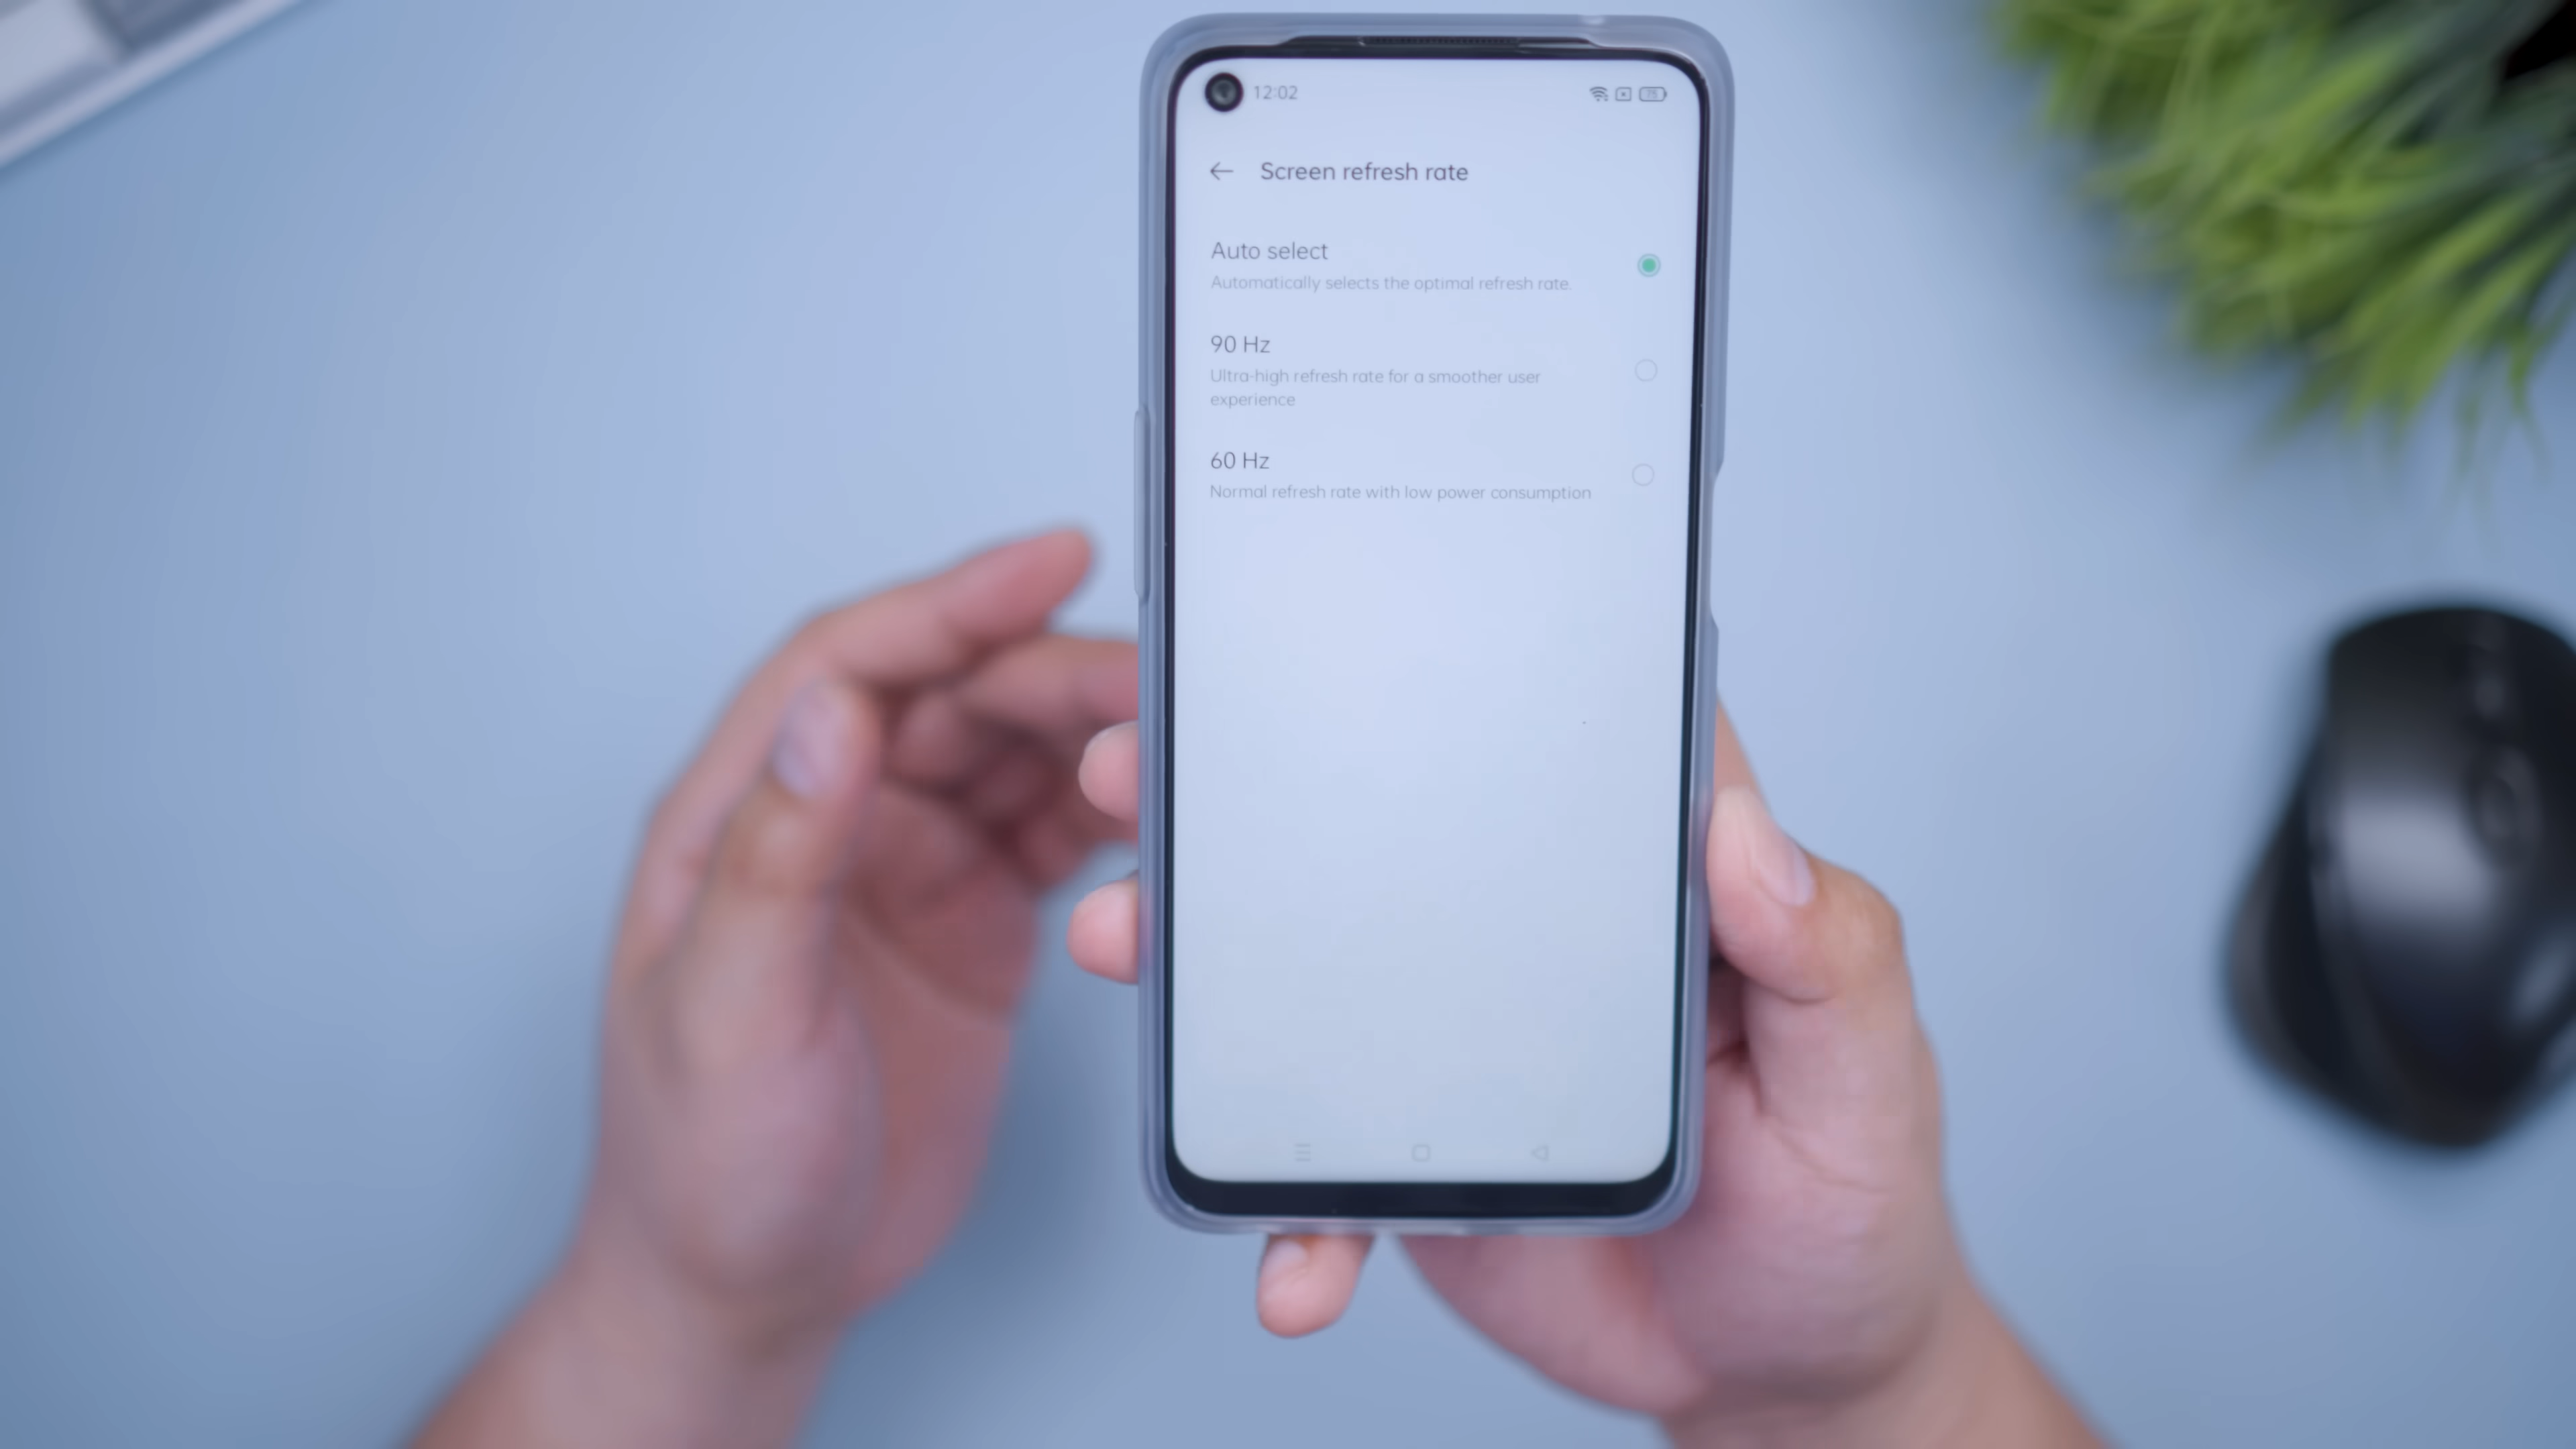 12:02
Screen refresh rate
Auto select
Automatically selects the optimal refresh rate.
90 Hz
Ultra-high refresh rate for a smoother user
experience
60 Hz
Normal refresh rate with low power consumption